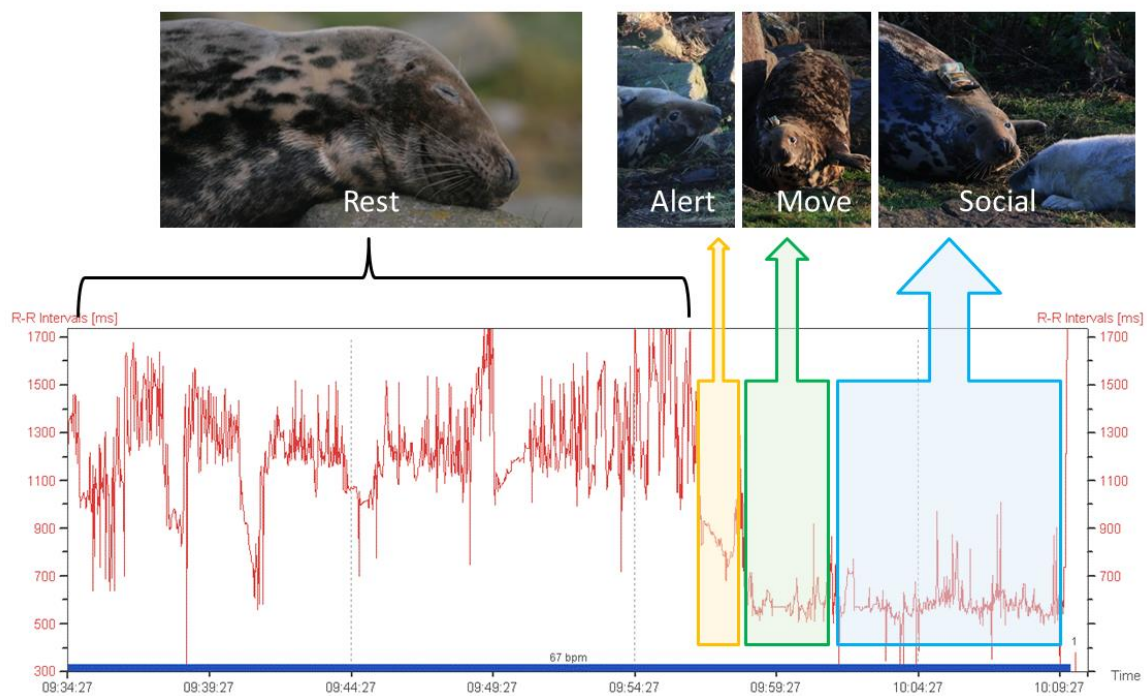 Rest
Alert
Move
Social
R-R Intervals [ms]
R-R Intervals [ms]
1700
1700
1500
1500
1300
1300
1100
1100
900
900
700
700
500
300
67 bpm
1
Time
09:34:27
09:39:27
09:44:27
09:49:27
09:54:27
09:59:27
10:04:27
10:09:27